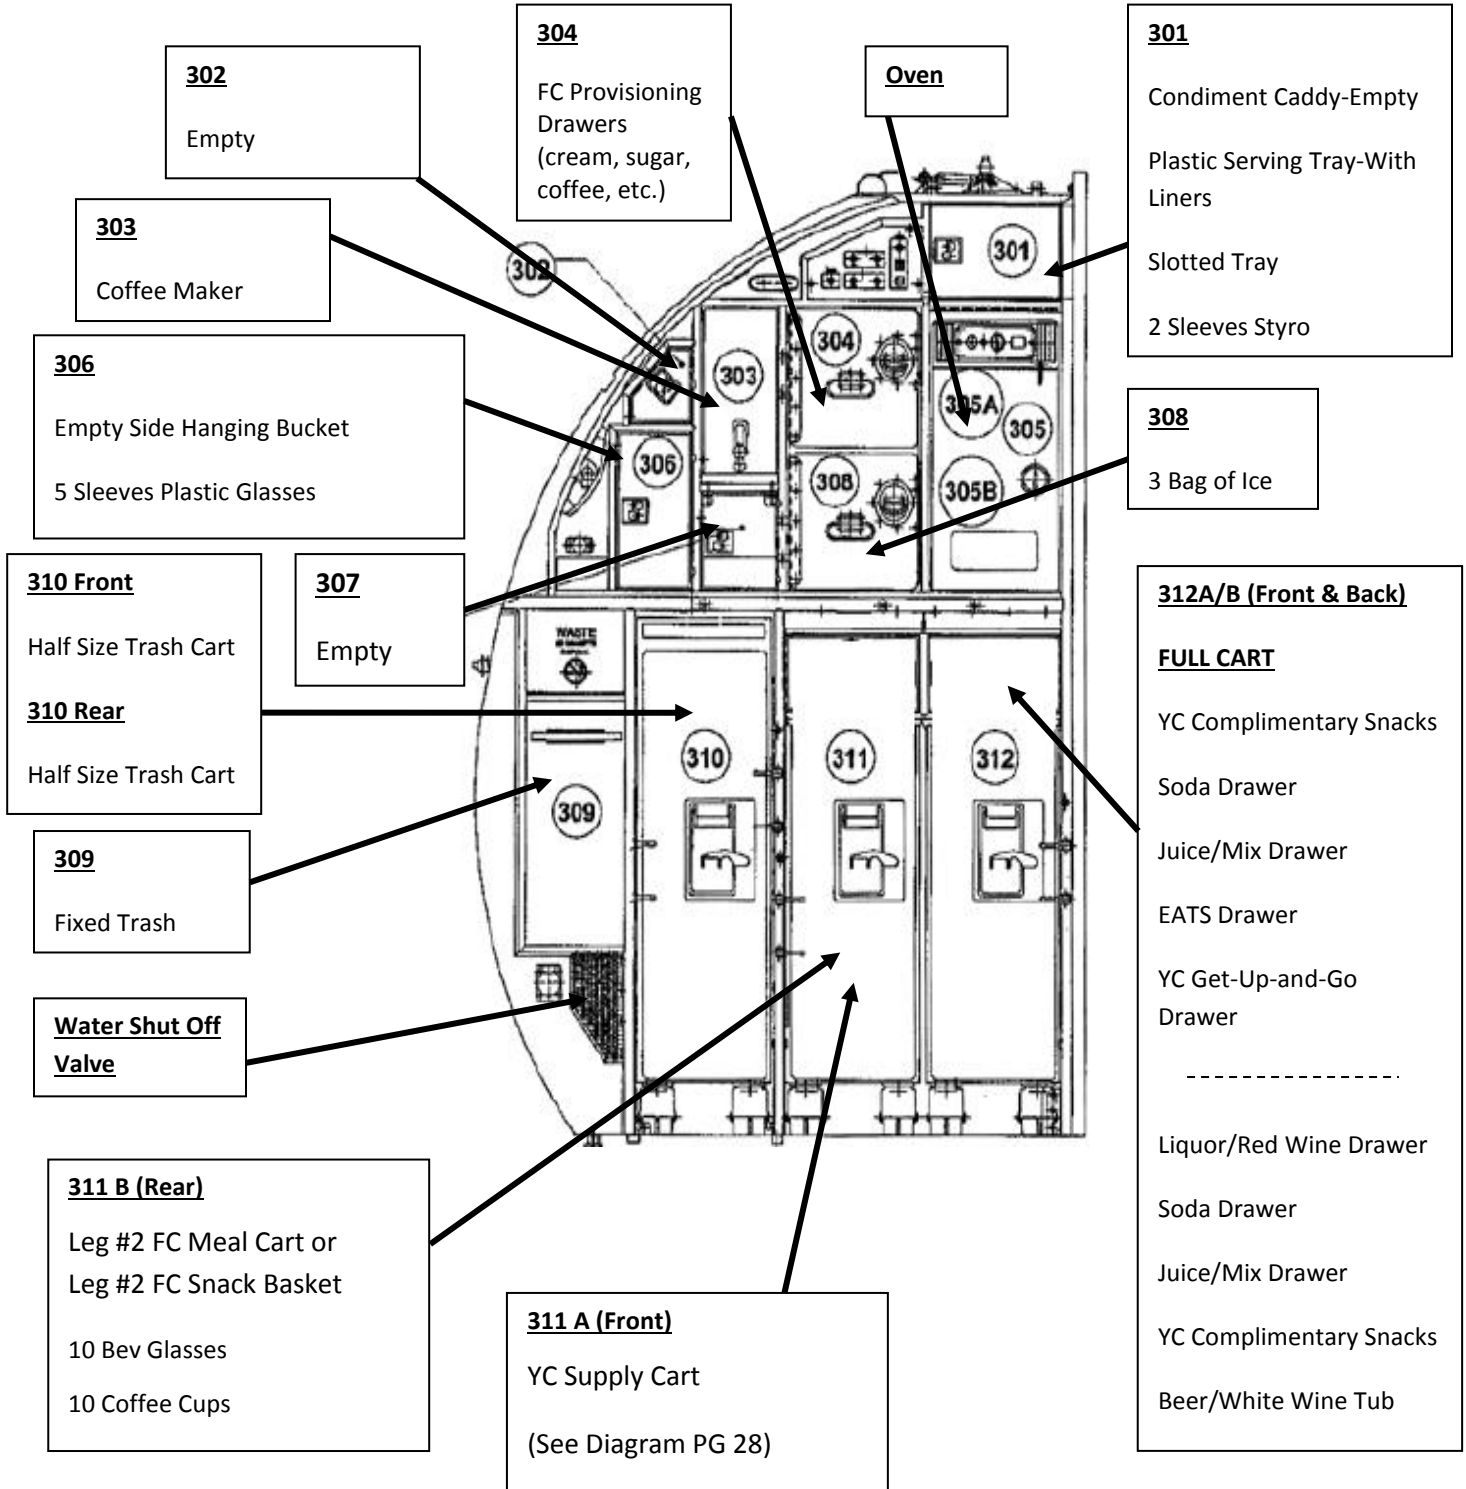 304
FC Provisioning
Drawers
(cream, sugar,
coffee, etc.)
301
Condiment Caddy-Empty
Plastic Serving Tray-With
Liners
Slotted Tray
2 Sleeves Styro
302
Empty
Oven
303
Coffee Maker
306
Empty Side Hanging Bucket
5 Sleeves Plastic Glasses
308
3 Bag of Ice
310 Front
Half Size Trash Cart
310 Rear
Half Size Trash Cart
307
Empty
312A/B (Front & Back)
FULL CART
YC Complimentary Snacks
Soda Drawer
Juice/Mix Drawer
EATS Drawer
YC Get-Up-and-Go
Drawer
----------------
Liquor/Red Wine Drawer
Soda Drawer
Juice/Mix Drawer
YC Complimentary Snacks
Beer/White Wine Tub
309
Fixed Trash
Water Shut Off
Valve
311 B (Rear)
Leg #2 FC Meal Cart or
Leg #2 FC Snack Basket
10 Bev Glasses
10 Coffee Cups
311 A (Front)
YC Supply Cart
(See Diagram PG 28)
301
302
304
303
305A
305
306
308
305B
WASTE
310
311
312
309